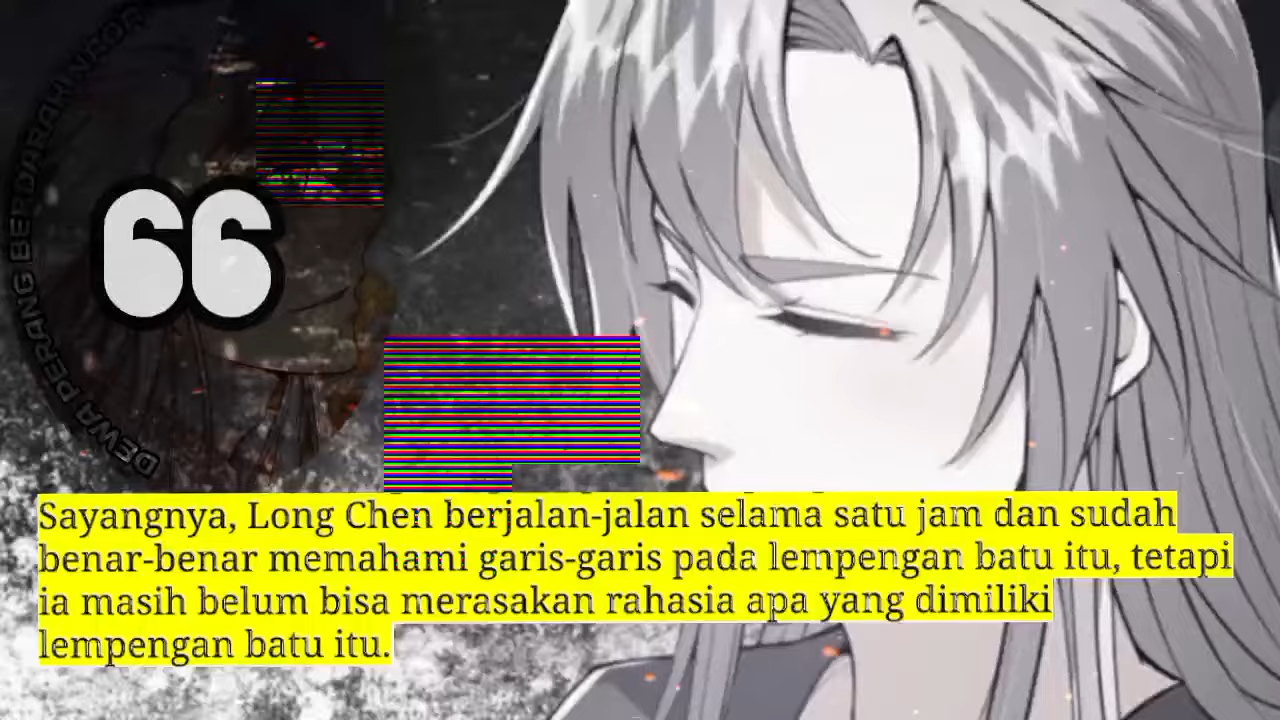 DEWA PERANG BERDARAH NAGA
66
Sayangnya, Long Chen berjalan-jalan selama satu jam dan sudah
benar-benar memahami garis-garis pada lempengan batu itu, tetapi
ia masih belum bisa merasakan rahasia apa yang dimiliki
lempengan batu itu.